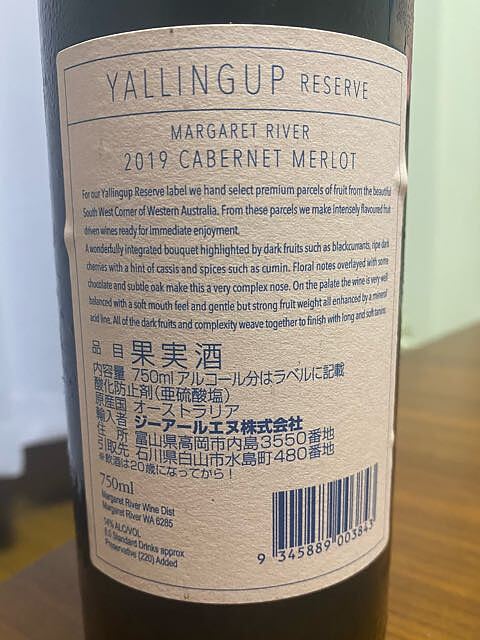 YALLINGUP RESERVE
MARGARET RIVER
2019 CABERNET MERLOT
For our Yallingup Reserve label we hand select premium parcels of fruit from the beautiful
South West Corner of Western Australia. From these parcels we make intensely flavoured fruit
driven wines ready for immediate enjoyment.
A wonderfully integrated bouquet highlighted by dark fruits such as blackcurrants, ripe dark
cherries with a hint of cassis and spices such as cumin. Floral notes overlayed with some
chocolate and subtle oak make this a very complex nose. On the palate the wine is very well
balanced with a soft mouth feel and gentle but strong fruit weight all enhanced by a mineral
acid line. All of the dark fruits and complexity weave together to finish with long and soft tannins.
品 目 果実酒
内容量 750ml アルコール分はラベルに記載
酸化防止剤(亜硫酸塩)
原産国 オーストラリア
輸入者 ジーアールエヌ株式会社
住 所 富山県高岡市内島3550番地
引取先 石川県白山市水島町480番地
※飲酒は20歳になってから!
750ml
Margaret River Wine Dist
Margaret River WA 6285
14% ALC/VOL
8.0 Standard Drinks approx
Preservative (220) Added
9 345889 003843